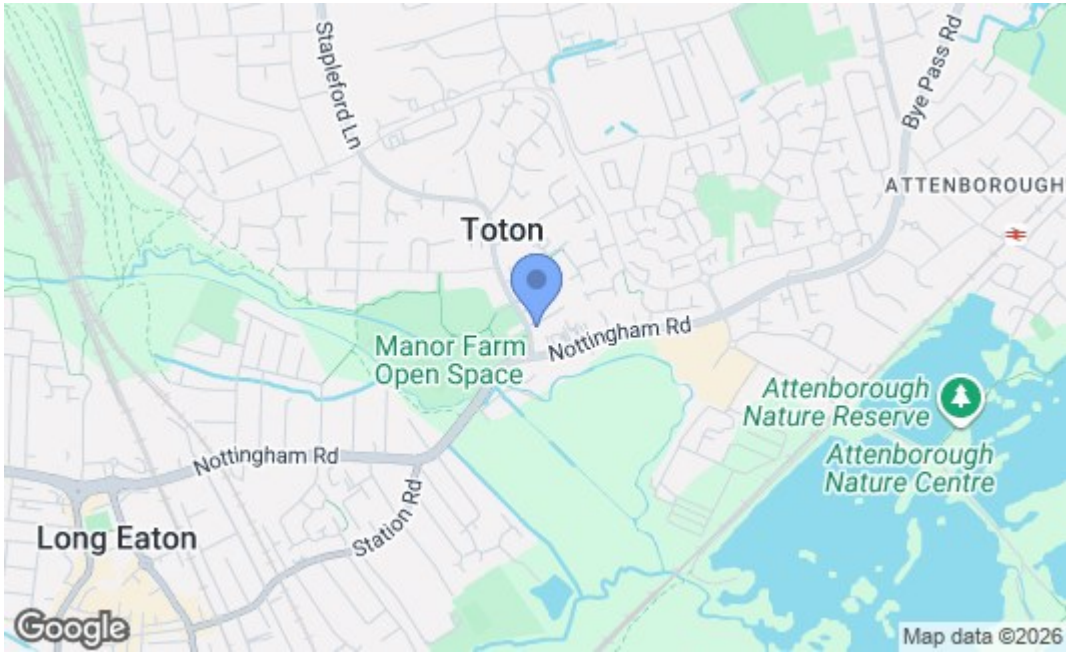 Stapleford Ln
Bye Pass Rd
ATTENBOROUGH
Toton
Manor Farm
Open Space
Nottingham Rd
Attenborough
Nature Reserve
Attenborough
Nature Centre
Nottingham Rd
Station Rd
Long Eaton
Google
Map data ©2026